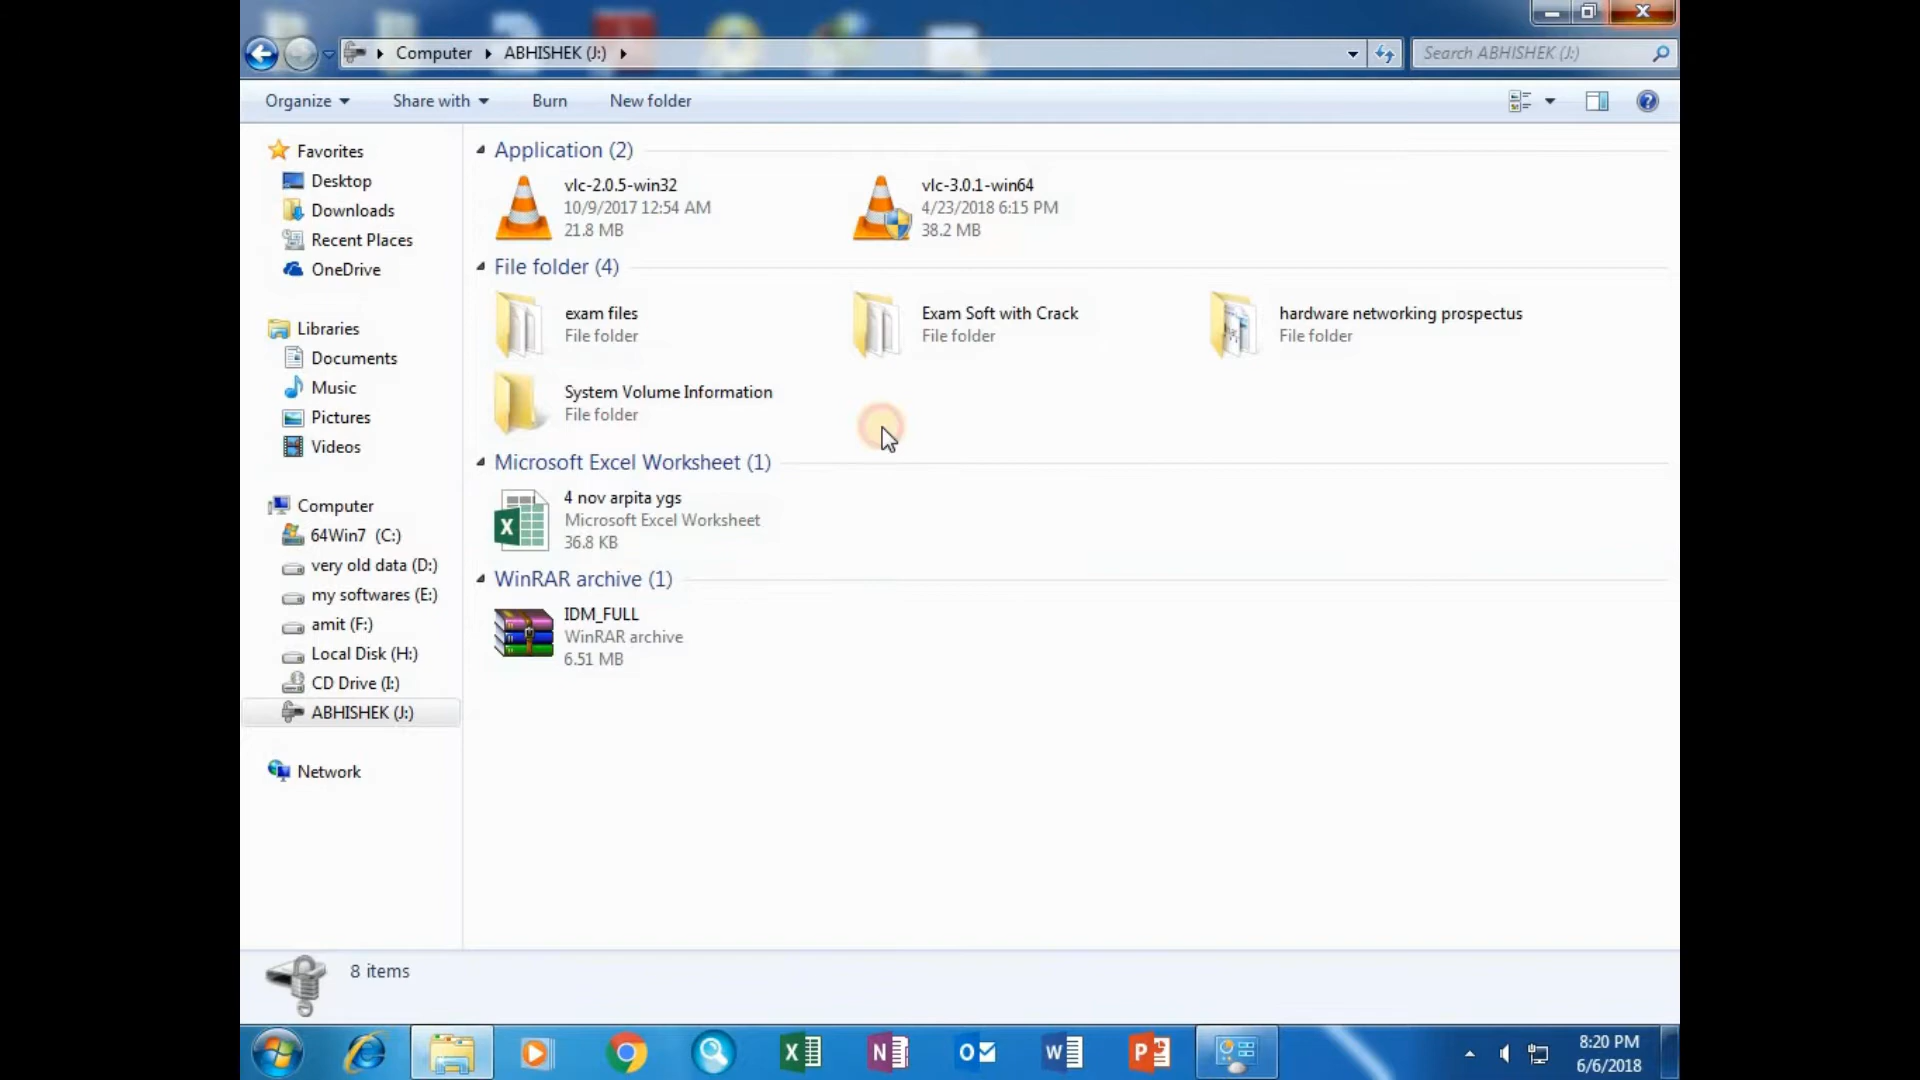 Computer ABHISHEK (J:)
Search ABHISHEK (J:)
Organize Share with Burn New folder
Favorites
Desktop
Downloads
Recent Places
OneDrive
Libraries
Documents
Music
Pictures
Videos
Computer
64Win7 (C:)
very old data (D:)
my softwares (E:)
amit (F:)
Local Disk (H:)
CD Drive (I:)
ABHISHEK (J:)
Network
Application (2)
vlc-2.0.5-win32
10/9/2017 12:54 AM
21.8 MB
vlc-3.0.1-win64
4/23/2018 6:15 PM
38.2 MB
File folder (4)
exam files
File folder
Exam Soft with Crack
File folder
hardware networking prospectus
File folder
System Volume Information
File folder
Microsoft Excel Worksheet (1)
4 nov arpita ygs
Microsoft Excel Worksheet
36.8 KB
WinRAR archive (1)
IDM_FULL
WinRAR archive
6.51 MB
8 items
8:20 PM
6/6/2018